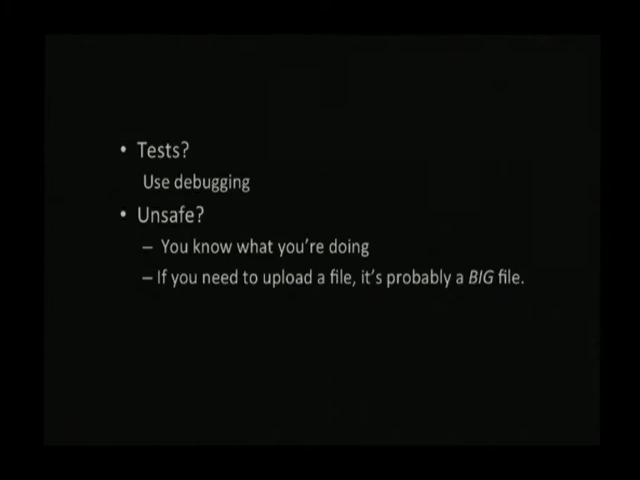 • Tests?
Use debugging
• Unsafe?
– You know what you're doing
– If you need to upload a file, it's probably a BIG file.